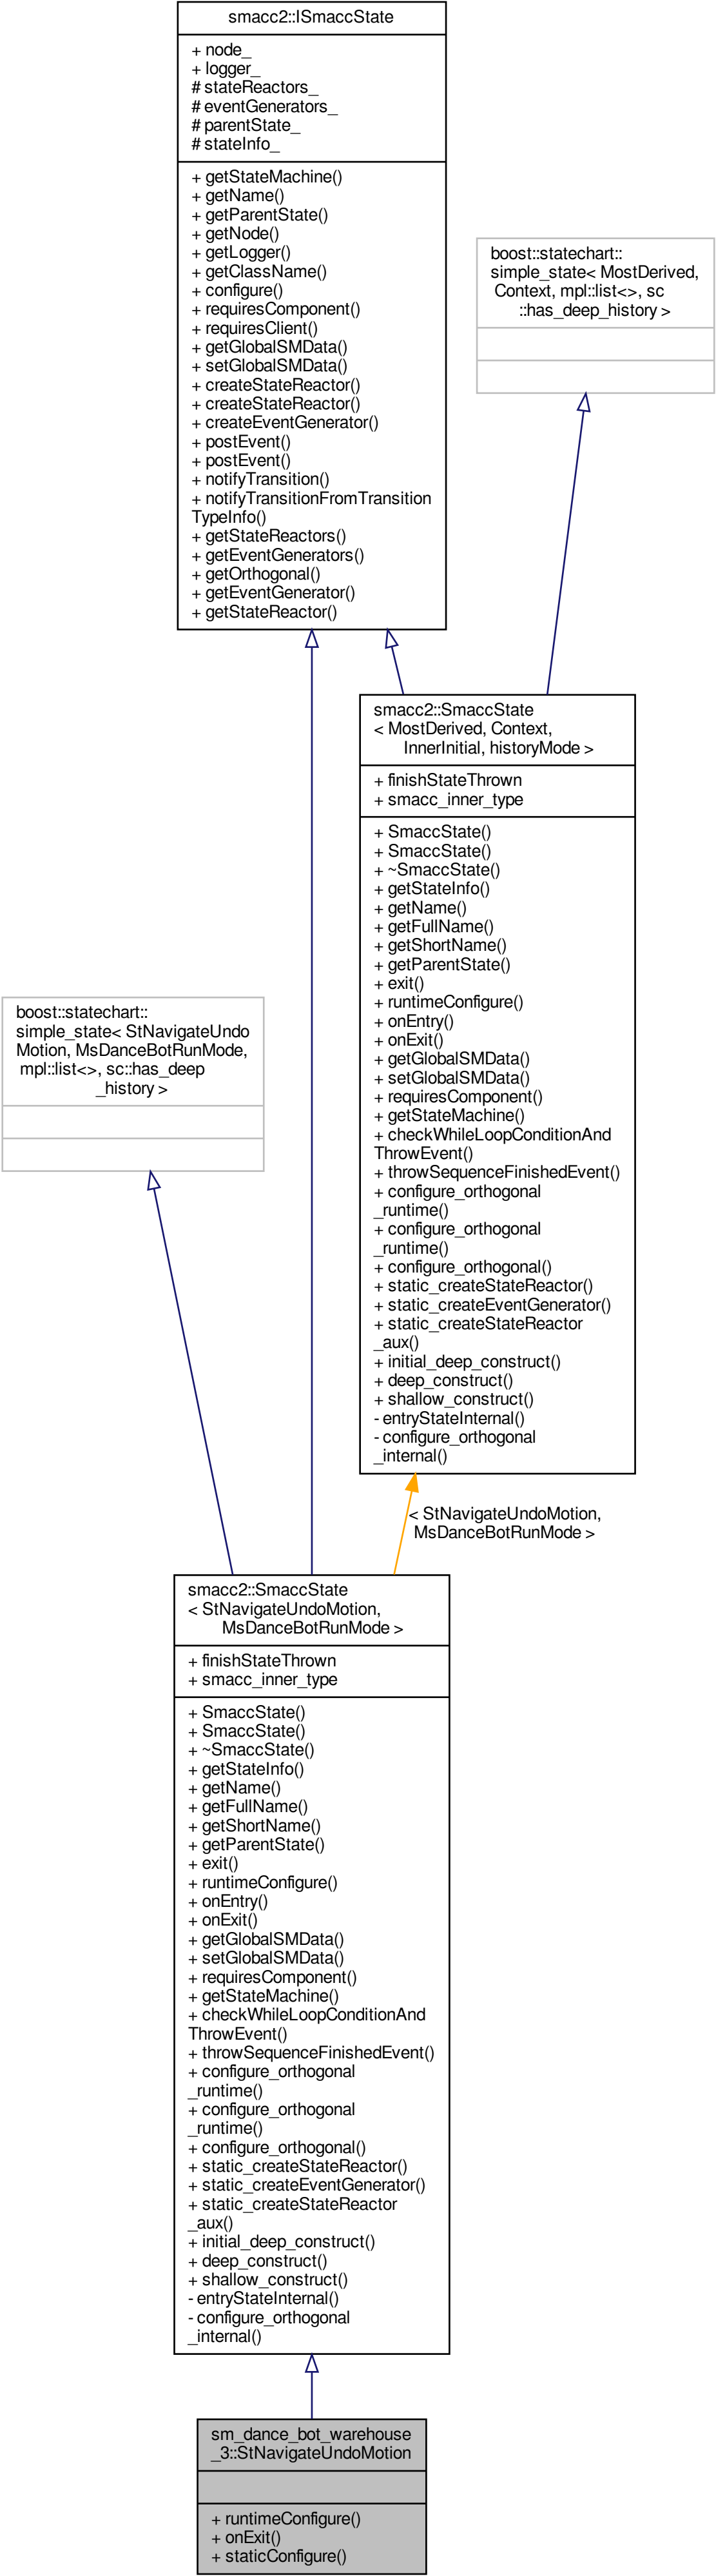 smacc2::ISmaccState
+ node_
+ logger_
# stateReactors_
# eventGenerators_
# parentState_
# stateInfo_
+ getStateMachine()
+ getName()
+ getParentState()
+ getNode()
+ getLogger()
+ getClassName()
+ configure()
+ requiresComponent()
+ requiresClient()
+ getGlobalSMData()
+ setGlobalSMData()
+ createStateReactor()
+ createStateReactor()
+ createEventGenerator()
+ postEvent()
+ postEvent()
+ notifyTransition()
+ notifyTransitionFromTransition
TypeInfo()
+ getStateReactors()
+ getEventGenerators()
+ getOrthogonal()
+ getEventGenerator()
+ getStateReactor()
boost::statechart::
simple_state< MostDerived,
Context, mpl::list<>, sc
::has_deep_history >
smacc2::SmaccState
< MostDerived, Context,
InnerInitial, historyMode >
+ finishStateThrown
+ smacc_inner_type
+ SmaccState()
+ SmaccState()
+ ~SmaccState()
+ getStateInfo()
+ getName()
+ getFullName()
+ getShortName()
+ getParentState()
+ exit()
+ runtimeConfigure()
+ onEntry()
+ onExit()
+ getGlobalSMData()
+ setGlobalSMData()
+ requiresComponent()
+ getStateMachine()
+ checkWhileLoopConditionAnd
ThrowEvent()
+ throwSequenceFinishedEvent()
+ configure_orthogonal
_runtime()
+ configure_orthogonal
_runtime()
+ configure_orthogonal()
+ static_createStateReactor()
+ static_createEventGenerator()
+ static_createStateReactor
_aux()
+ initial_deep_construct()
+ deep_construct()
+ shallow_construct()
- entryStateInternal()
- configure_orthogonal
_internal()
boost::statechart::
simple_state< StNavigateUndo
Motion, MsDanceBotRunMode,
mpl::list<>, sc::has_deep
_history >
< StNavigateUndoMotion,
MsDanceBotRunMode >
smacc2::SmaccState
< StNavigateUndoMotion,
MsDanceBotRunMode >
+ finishStateThrown
+ smacc_inner_type
+ SmaccState()
+ SmaccState()
+ ~SmaccState()
+ getStateInfo()
+ getName()
+ getFullName()
+ getShortName()
+ getParentState()
+ exit()
+ runtimeConfigure()
+ onEntry()
+ onExit()
+ getGlobalSMData()
+ setGlobalSMData()
+ requiresComponent()
+ getStateMachine()
+ checkWhileLoopConditionAnd
ThrowEvent()
+ throwSequenceFinishedEvent()
+ configure_orthogonal
_runtime()
+ configure_orthogonal
_runtime()
+ configure_orthogonal()
+ static_createStateReactor()
+ static_createEventGenerator()
+ static_createStateReactor
_aux()
+ initial_deep_construct()
+ deep_construct()
+ shallow_construct()
- entryStateInternal()
- configure_orthogonal
_internal()
sm_dance_bot_warehouse
_3::StNavigateUndoMotion
+ runtimeConfigure()
+ onExit()
+ staticConfigure()